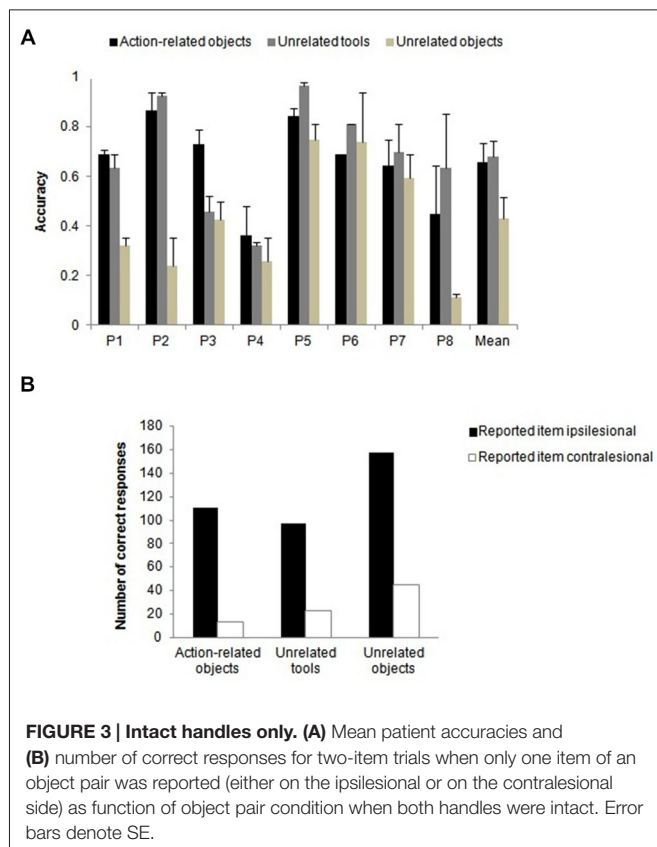 A
Action-related objects Unrelated tools Unrelated objects
Accuracy
1
0.8
0.6
0.4
0.2
0
P1 P2 P3 P4 P5 P6 P7 P8 Mean
B
Number of correct responses
180
160
140
120
100
80
60
40
20
0
Action-related objects
Unrelated tools
Unrelated objects
Reported item ipsilesional
Reported item contralesional
FIGURE 3 | Intact handles only. (A) Mean patient accuracies and
(B) number of correct responses for two-item trials when only one item of an
object pair was reported (either on the ipsilesional or on the contralesional
side) as function of object pair condition when both handles were intact. Error
bars denote SE.